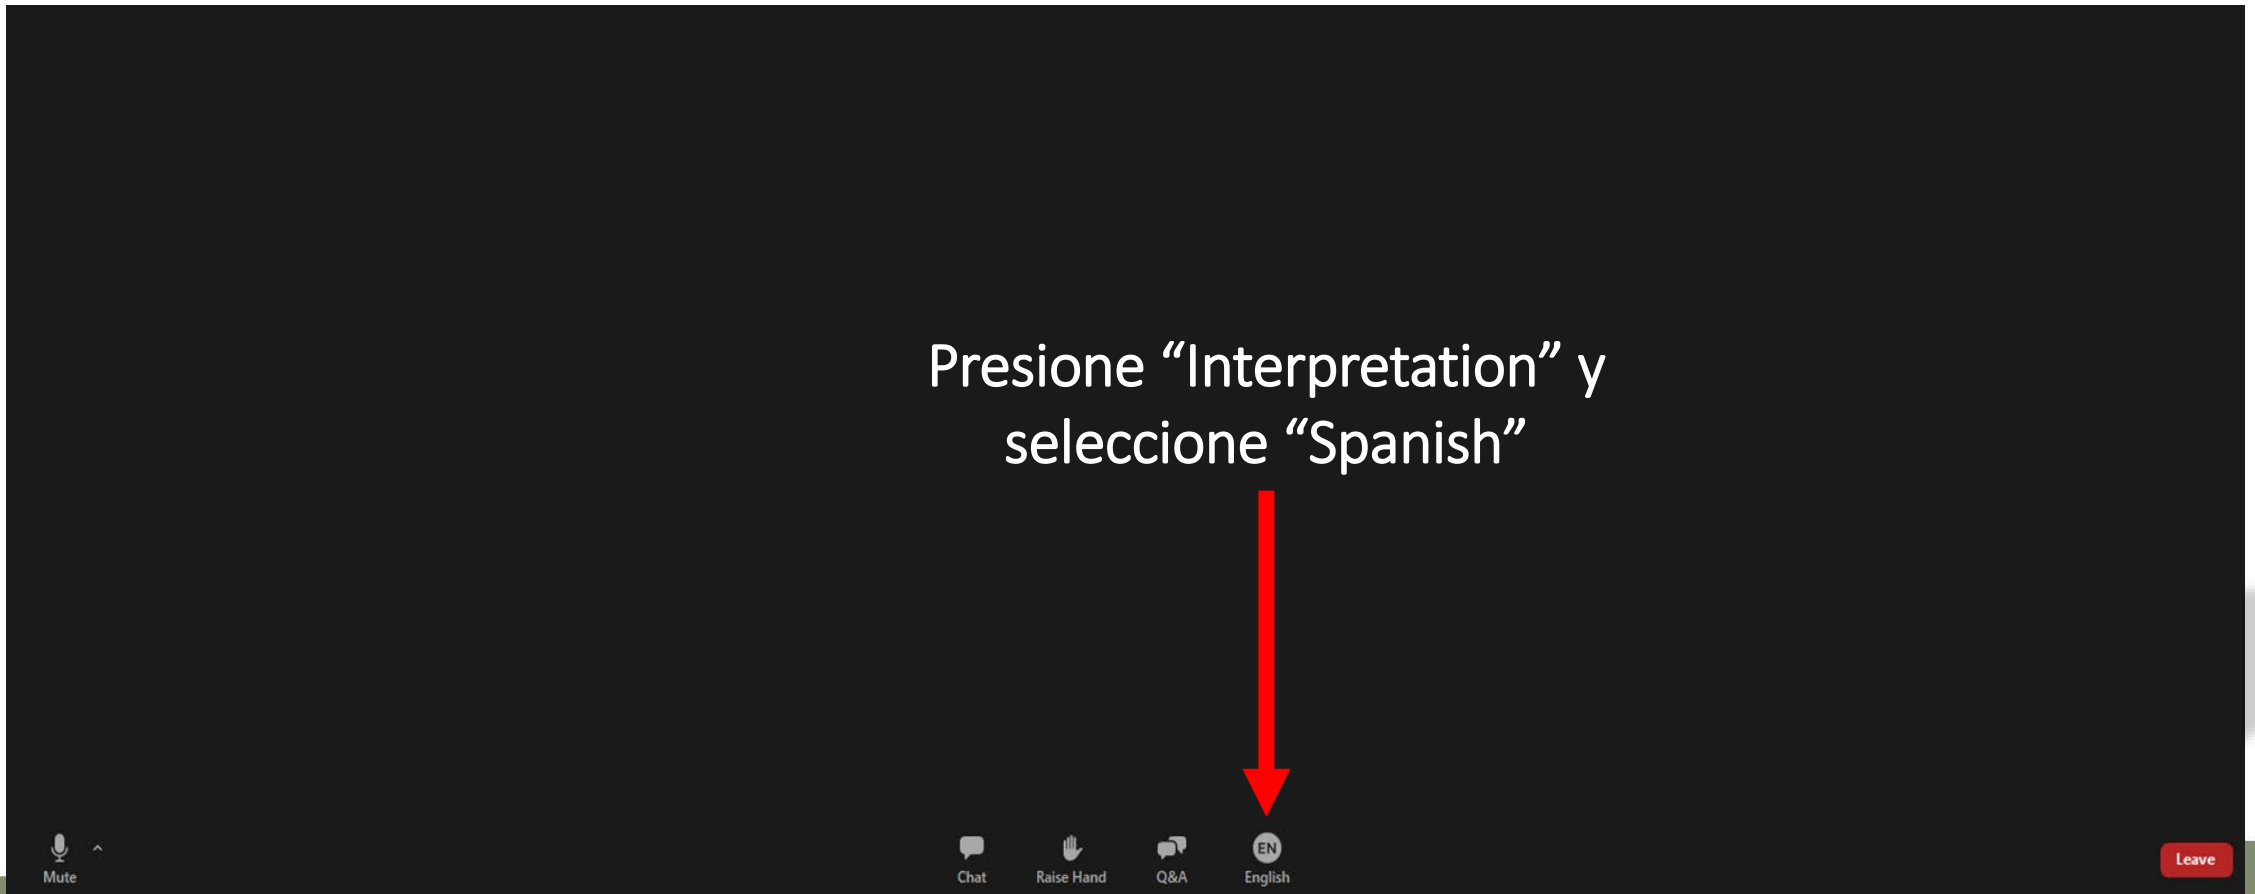 Presione “Interpretation” y
seleccione “Spanish”
Mute
Chat
Raise Hand
Q&A
EN
English
Leave